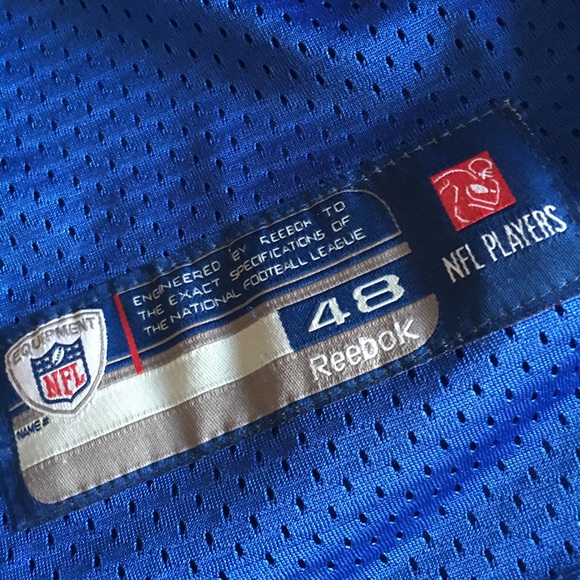 EQUIPMENT
NFL
NAME#
ENGINEERED BY REEBOK TO
THE EXACT SPECIFICATIONS OF
THE NATIONAL FOOTBALL LEAGUE
48
Reebok
NFL PLAYERS